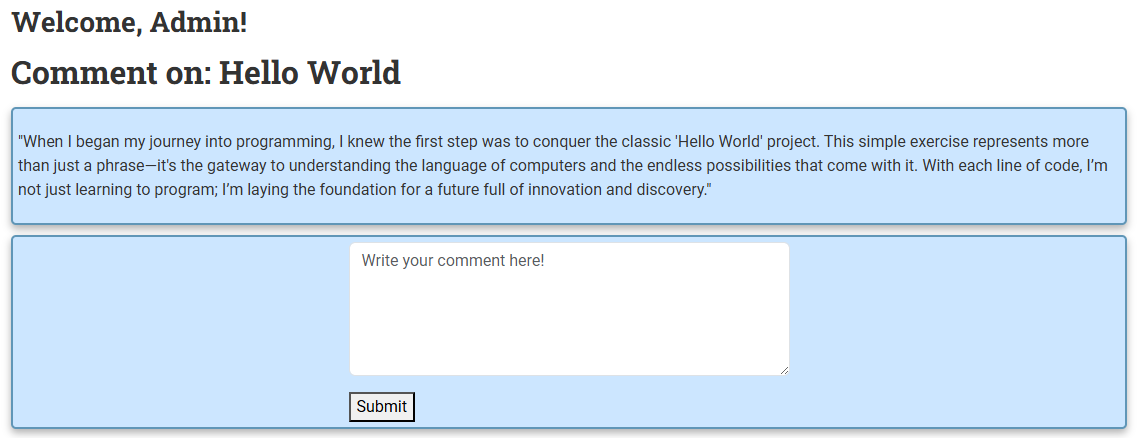 Welcome, Admin!
Comment on: Hello World
"When I began my journey into programming, I knew the first step was to conquer the classic 'Hello World' project. This simple exercise represents more
than just a phrase—it's the gateway to understanding the language of computers and the endless possibilities that come with it. With each line of code, I’m
not just learning to program; I’m laying the foundation for a future full of innovation and discovery."
Write your comment here!
Submit